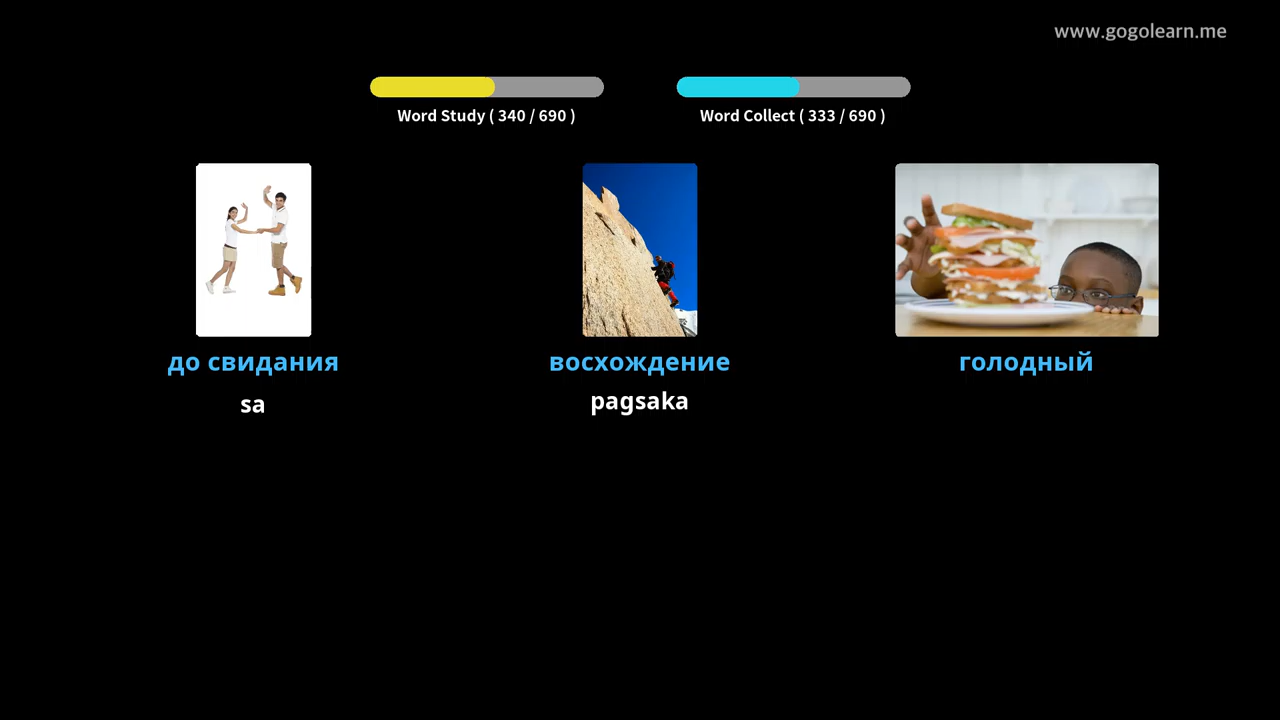 www.gogolearn.me
Word Study ( 340 / 690 )
Word Collect ( 333 / 690 )
до свидания
восхождение
голодный
sa
pagsaka